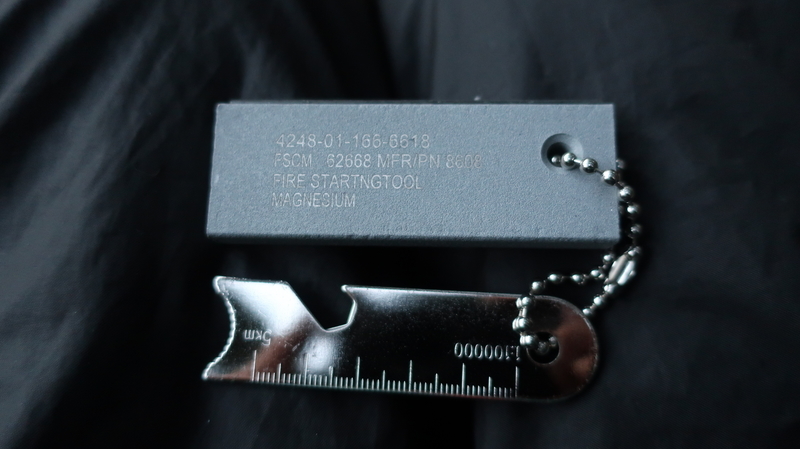 4248-01-166-6618
FSCM 62668 MFR/PN 8608
FIRE STARTNGTOOL
MAGNESIUM
5km
1:100000